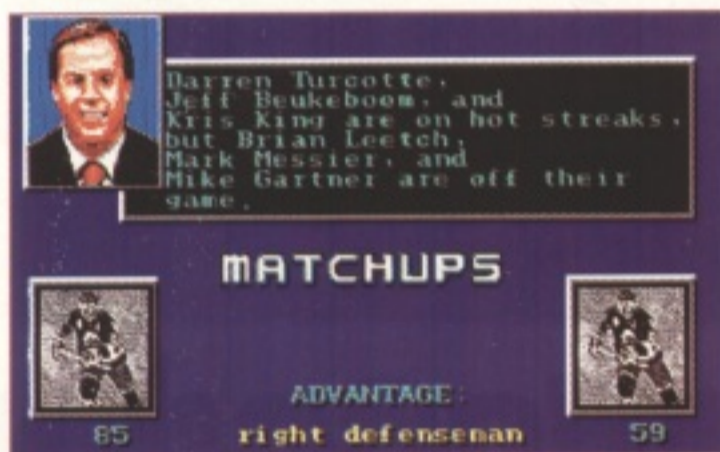 Darren Turcotte,
Jeff Beukeboom, and
Kris King are on hot streaks,
but Brian Leetch,
Mark Messier, and
Mike Gartner are off their
game.
MATCHUPS
ADVANTAGE:
85 right defenseman 59